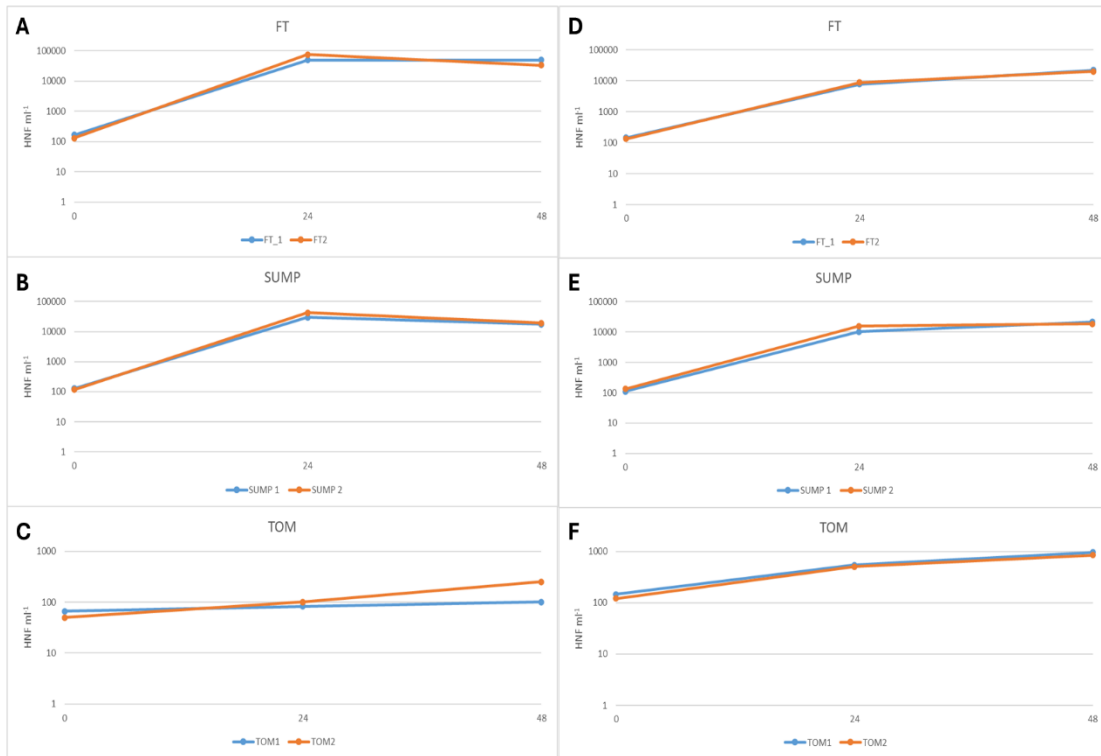 A
FT
100000
10000
1000
100
10
1
HNF ml⁻¹
0 24 48
FT_1 FT2
B
SUMP
100000
10000
1000
100
10
1
HNF ml⁻¹
0 24 48
SUMP 1 SUMP 2
C
TOM
1000
100
10
1
HNF ml⁻¹
0 24 48
TOM1 TOM2
D
FT
100000
10000
1000
100
10
1
HNF ml⁻¹
0 24 48
FT_1 FT2
E
SUMP
100000
10000
1000
100
10
1
HNF ml⁻¹
0 24 48
SUMP 1 SUMP 2
F
TOM
1000
100
10
1
HNF ml⁻¹
0 24 48
TOM1 TOM2